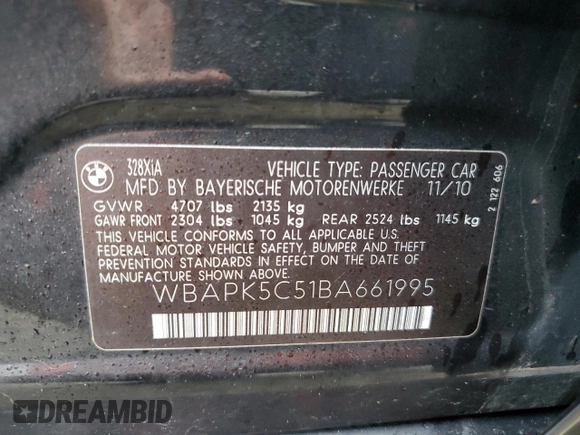 BMW
328XiA VEHICLE TYPE: PASSENGER CAR
MFD BY BAYERISCHE MOTORENWERKE 11/10
GVWR 4707 lbs 2135 kg
GAWR FRONT 2304 lbs 1045 kg REAR 2524 lbs 1145 kg
THIS VEHICLE CONFORMS TO ALL APPLICABLE U.S.
FEDERAL MOTOR VEHICLE SAFETY, BUMPER AND THEFT
PREVENTION STANDARDS IN EFFECT ON THE DATE OF
MANUFACTURE SHOWN ABOVE.
WBAPK5C51BA661995
2 122 606
DREAMBID